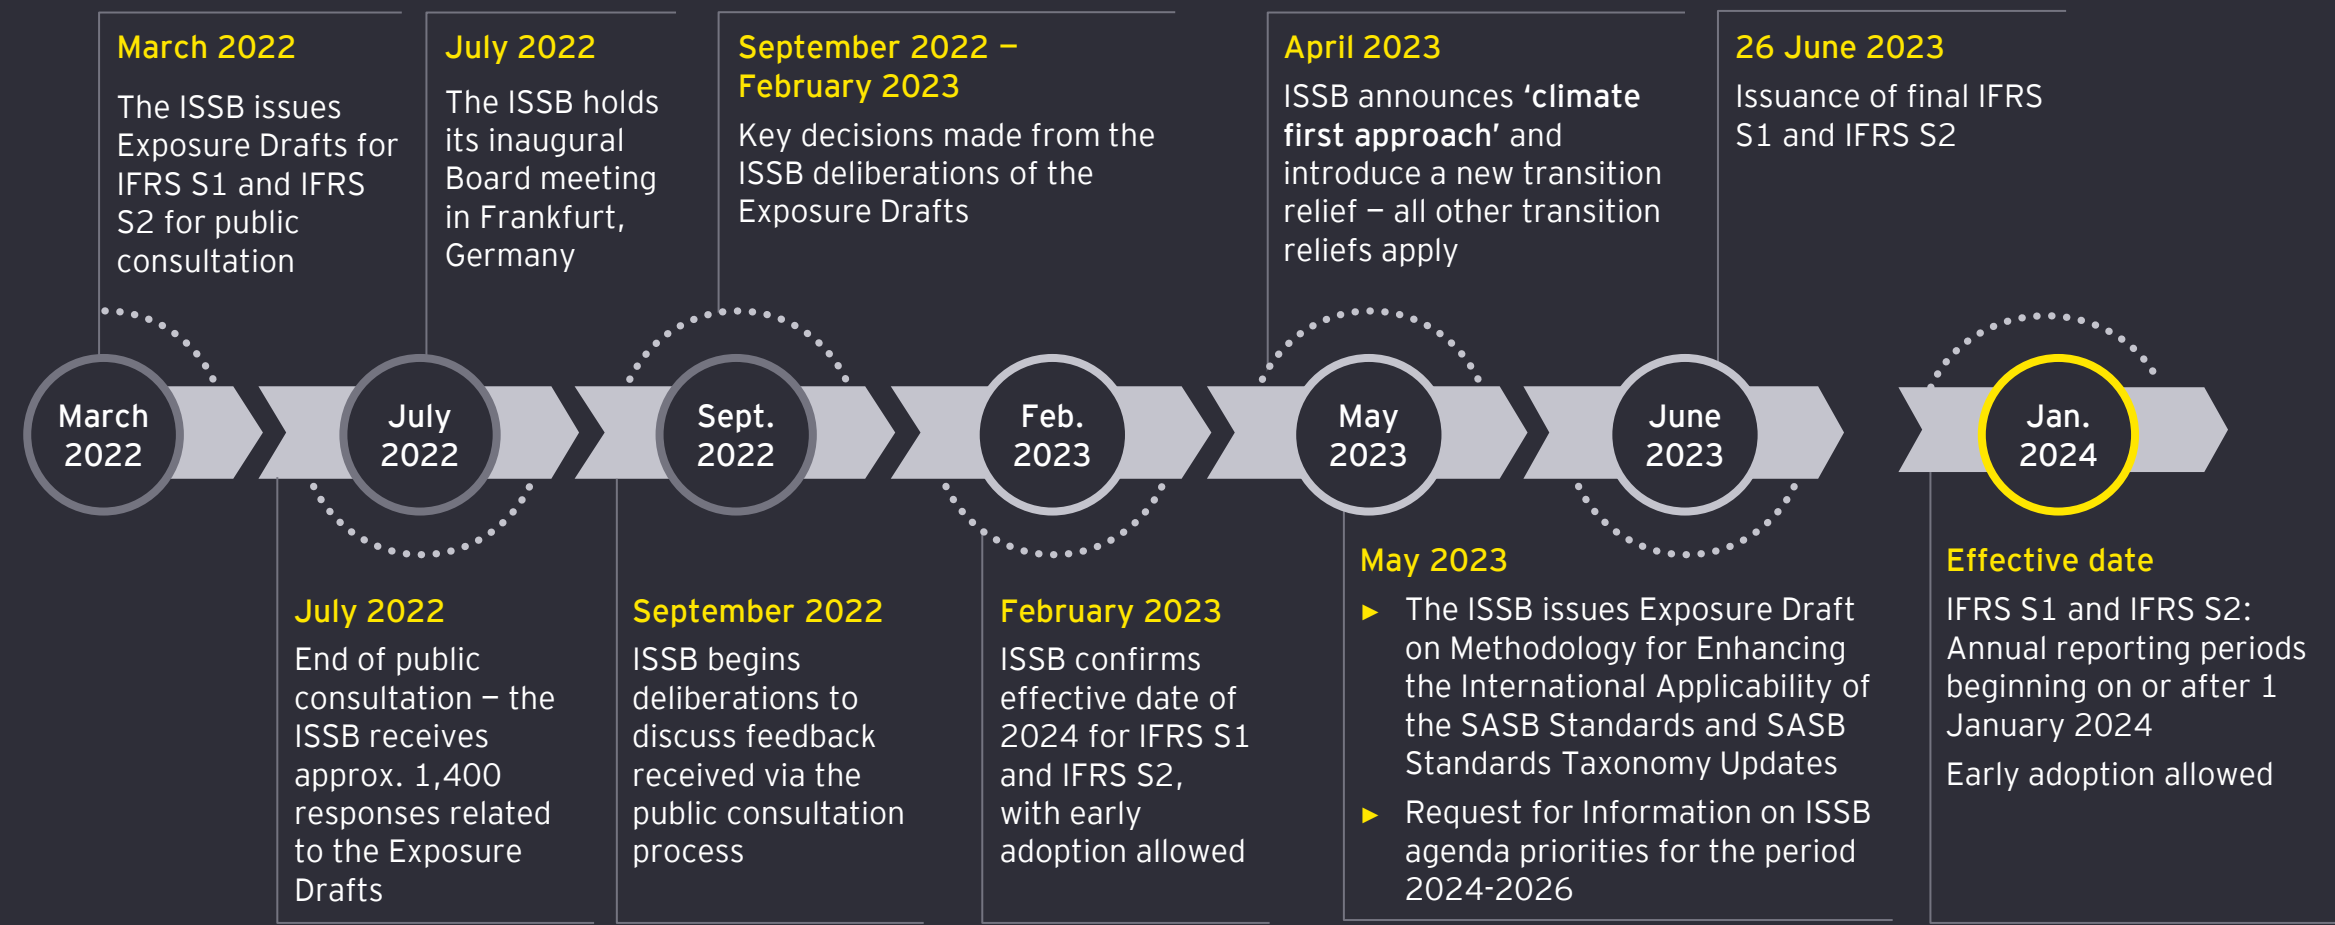 March 2022
The ISSB issues
Exposure Drafts for
IFRS S1 and IFRS
S2 for public
consultation
July 2022
The ISSB holds
its inaugural
Board meeting
in Frankfurt,
Germany
September 2022 –
February 2023
Key decisions made from the
ISSB deliberations of the
Exposure Drafts
April 2023
ISSB announces ‘climate
first approach’ and
introduce a new transition
relief – all other transition
reliefs apply
26 June 2023
Issuance of final IFRS
S1 and IFRS S2
March
2022
July
2022
Sept.
2022
Feb.
2023
May
2023
June
2023
Jan.
2024
July 2022
End of public
consultation – the
ISSB receives
approx. 1,400
responses related
to the Exposure
Drafts
September 2022
ISSB begins
deliberations to
discuss feedback
received via the
public consultation
process
February 2023
ISSB confirms
effective date of
2024 for IFRS S1
and IFRS S2,
with early
adoption allowed
May 2023
► The ISSB issues Exposure Draft
on Methodology for Enhancing
the International Applicability of
the SASB Standards and SASB
Standards Taxonomy Updates
► Request for Information on ISSB
agenda priorities for the period
2024-2026
Effective date
IFRS S1 and IFRS S2:
Annual reporting periods
beginning on or after 1
January 2024
Early adoption allowed